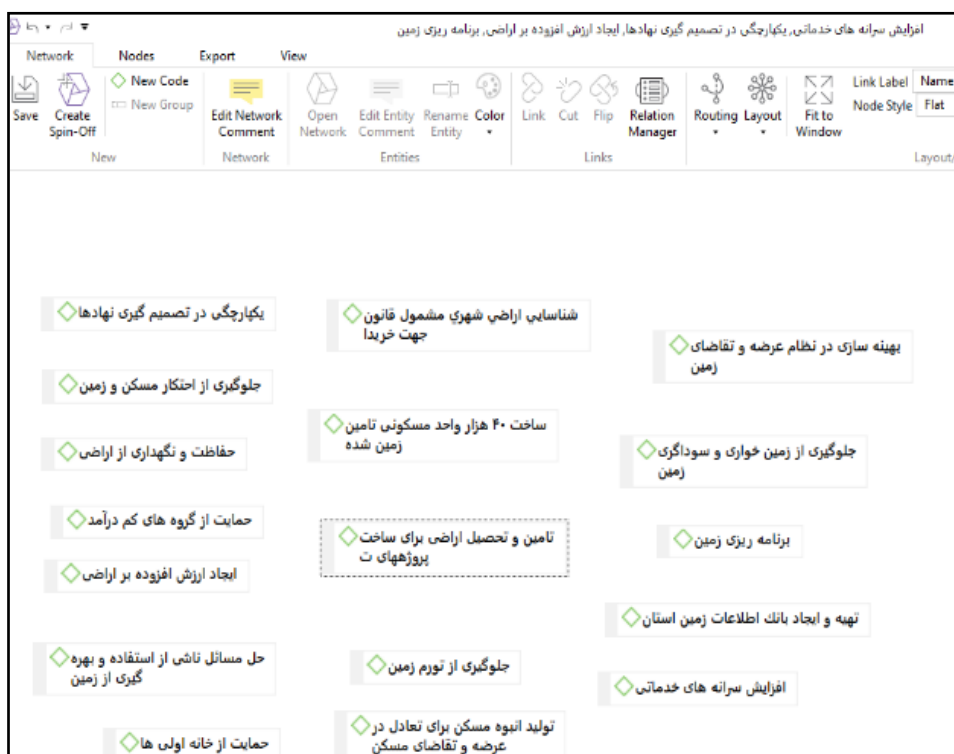 افزایش سرانه های خدماتی, یکپارچگی در تصمیم گیری نهادها, ایجاد ارزش افزوده بر اراضی, برنامه ریزی زمین
Network Nodes Export View
Save
Create Spin-Off
New Code
New Group
New
Edit Network Comment
Network
Open Network
Edit Entity Comment
Rename Entity
Color
Entities
Link
Cut
Flip
Relation Manager
Links
Routing
Layout
Fit to Window
Link Label Name
Node Style Flat
Layout/
یکپارچگی در تصمیم گیری نهادها
شناسايي اراضي شهري مشمول قانون
جهت خریدا
بهینه سازی در نظام عرضه و تقاضای
زمین
جلوگیری از احتکار مسکن و زمین
ساخت ۴۰ هزار واحد مسکونی تامین
زمین شده
جلوگیری از زمین خواری و سوداگری
زمین
حفاظت و نگهداری از اراضی
حمایت از گروه های کم درآمد
تامین و تحصیل اراضی برای ساخت
پروژههای ت
برنامه ریزی زمین
ایجاد ارزش افزوده بر اراضی
تهیه و ایجاد بانك اطلاعات زمین استان
حل مسائل ناشی از استفاده و بهره
گیری از زمین
جلوگیری از تورم زمین
افزایش سرانه های خدماتی
تولید انبوه مسکن برای تعادل در
عرضه و تقاضای مسکن
حمایت از خانه اولی ها